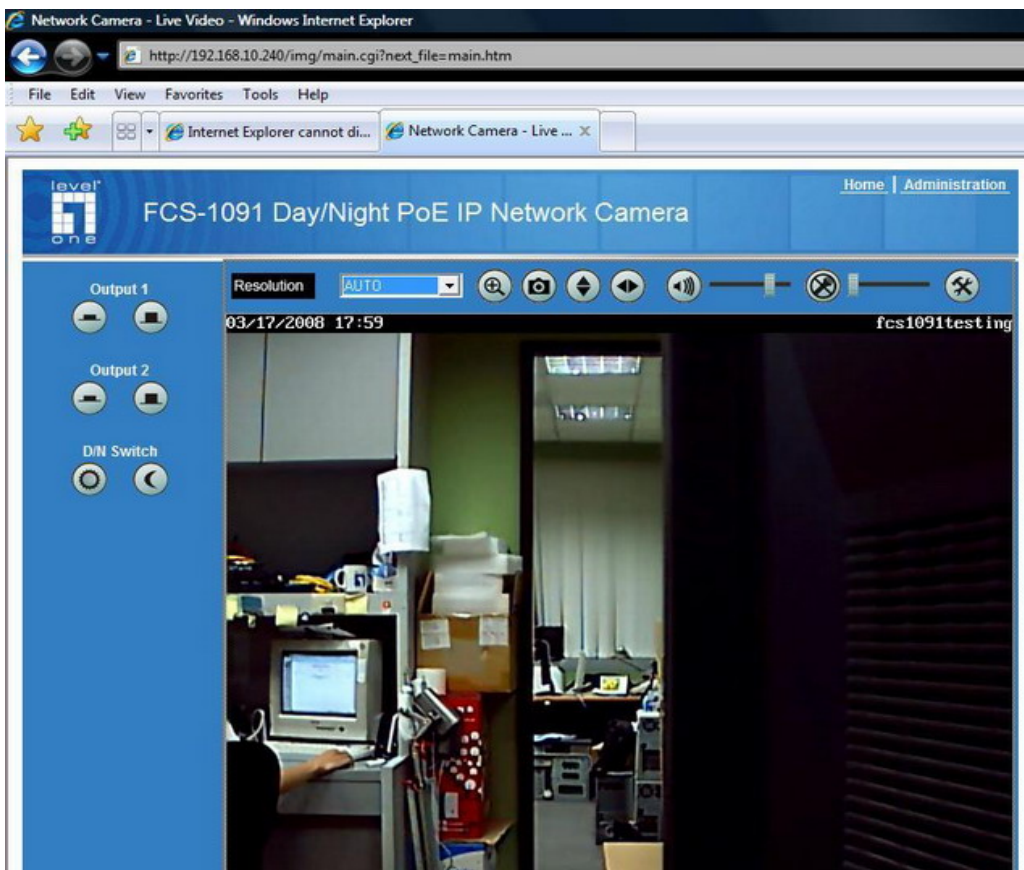 Network Camera - Live Video - Windows Internet Explorer
http://192.168.10.240/img/main.cgi?next_file=main.htm
File Edit View Favorites Tools Help
Internet Explorer cannot di... Network Camera - Live ...
level one
Home | Administration
FCS-1091 Day/Night PoE IP Network Camera
Output 1
Resolution AUTO
03/17/2008 17:59 fcs1091testing
Output 2
D/N Switch